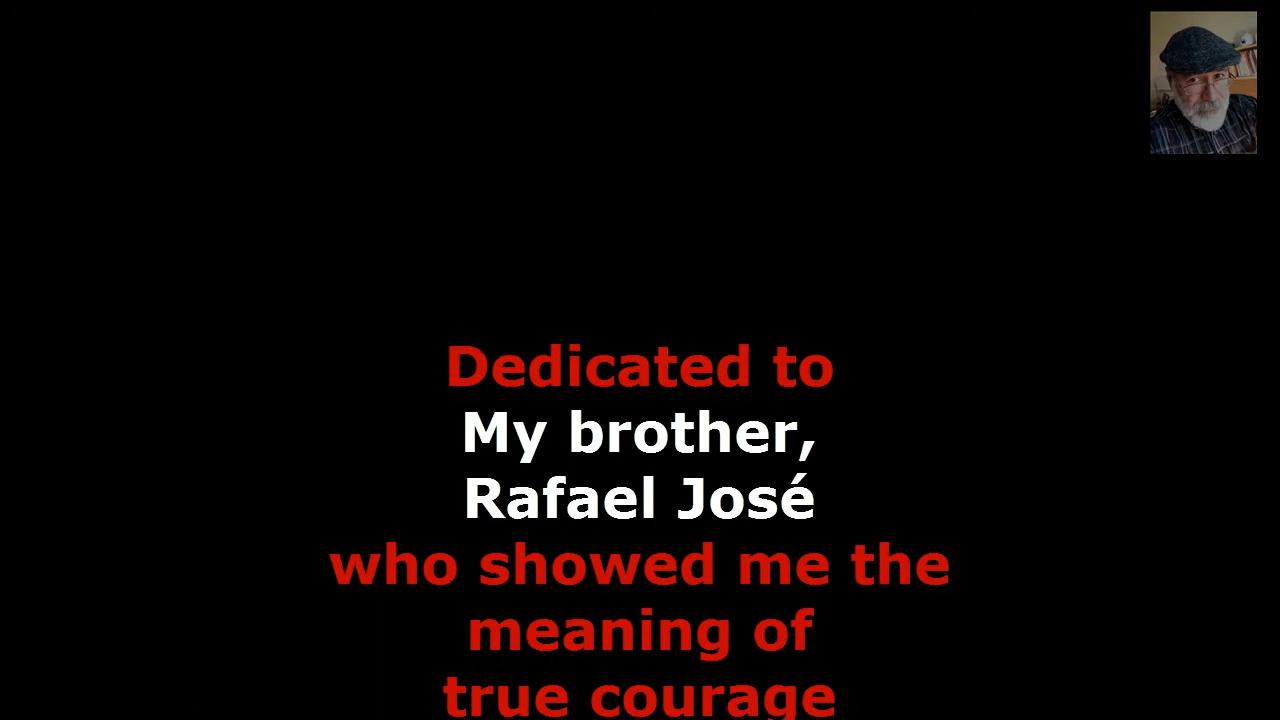 Dedicated to
My brother,
Rafael José
who showed me the
meaning of
true courage